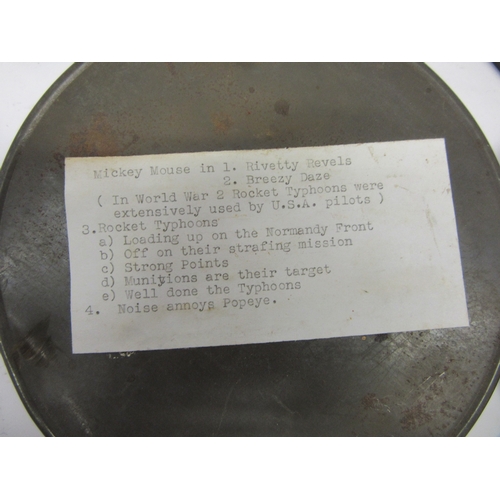 Mickey Mouse in 1. Rivetty Revels
2. Breezy Daze
( In World War 2 Rocket Typhoons were
extensively used by U.S.A. pilots )
3.Rocket Typhoons
a) Loading up on the Normandy Front
b) Off on their strafing mission
c) Strong Points
d) Munitions are their target
e) Well done the Typhoons
4. Noise annoys Popeye.